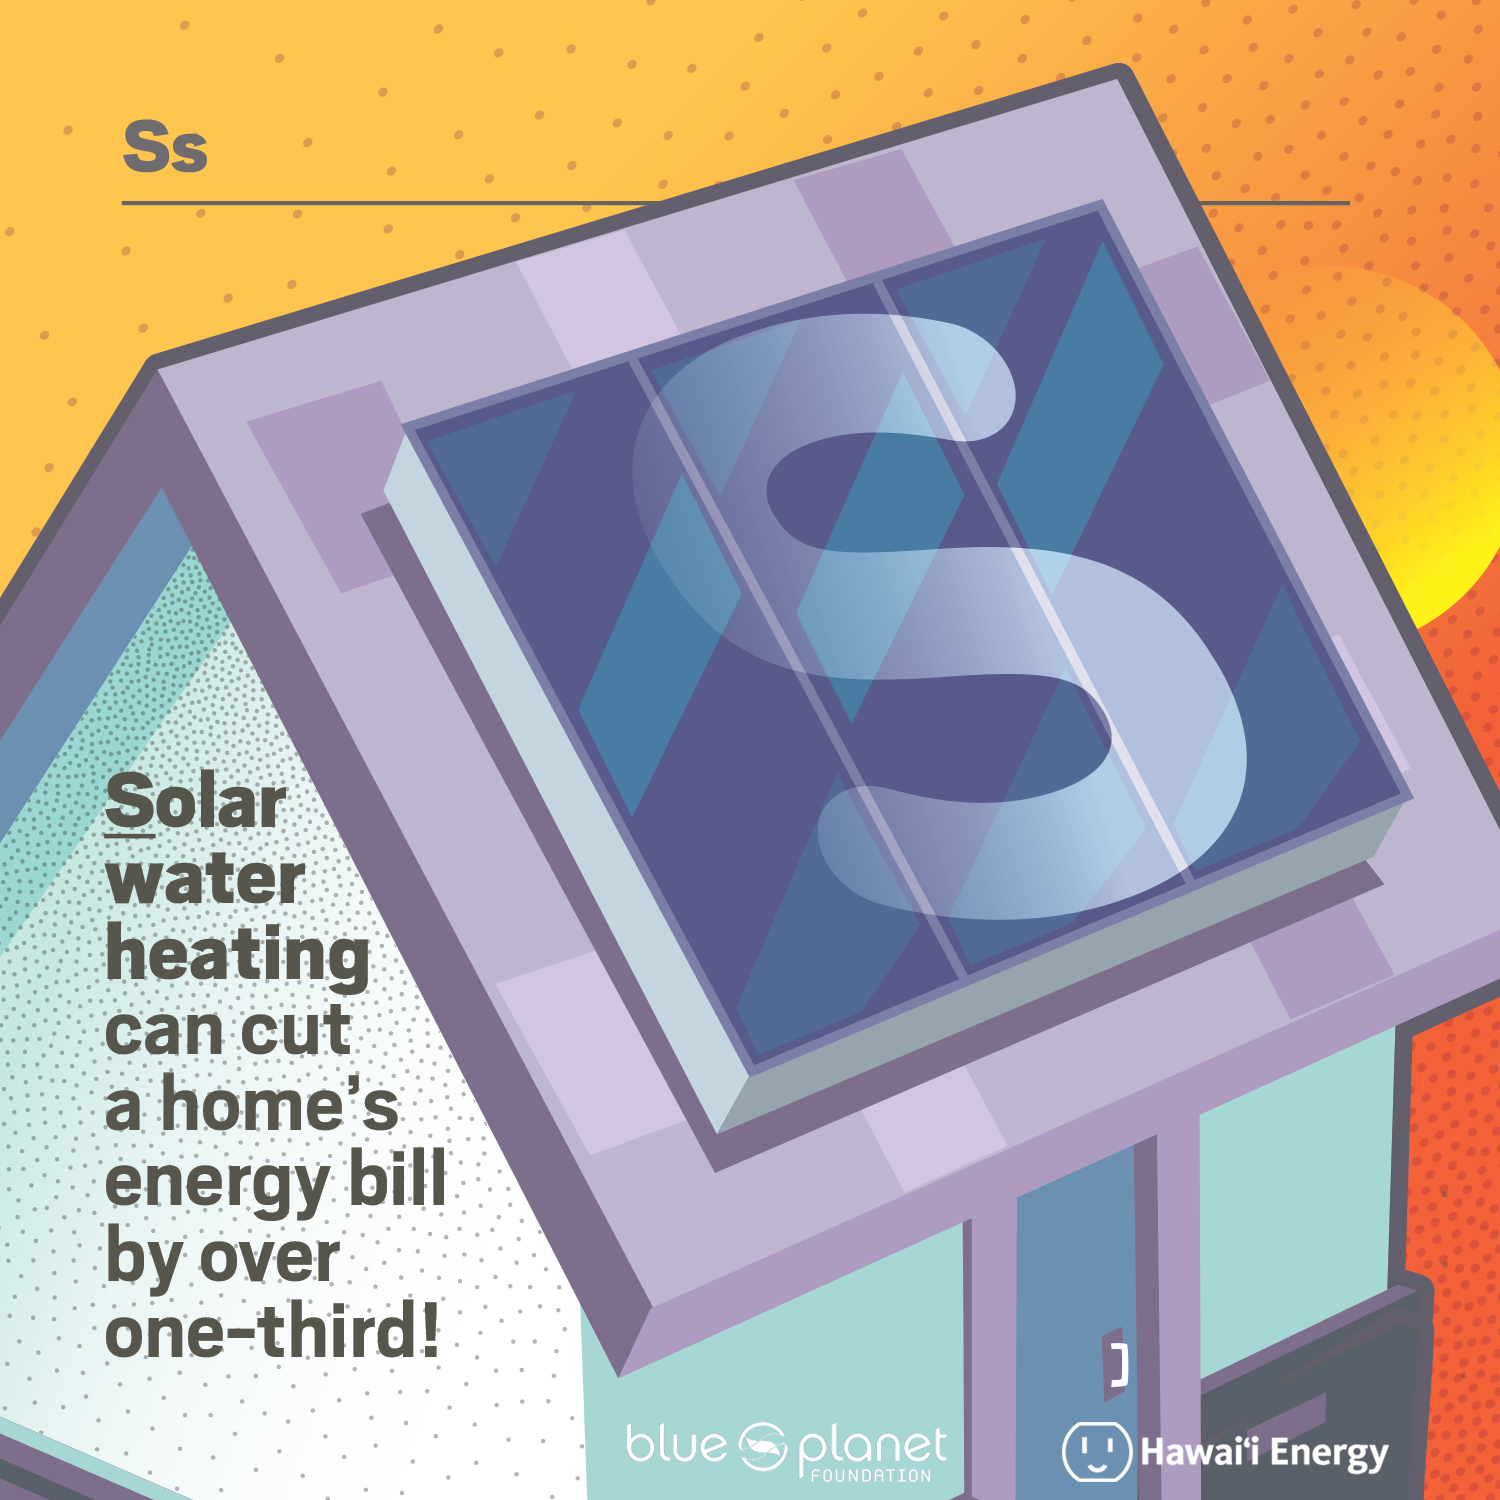 Ss
S
Solar
water
heating
can cut
a home’s
energy bill
by over
one-third!
blue planet
FOUNDATION
Hawai‘i Energy